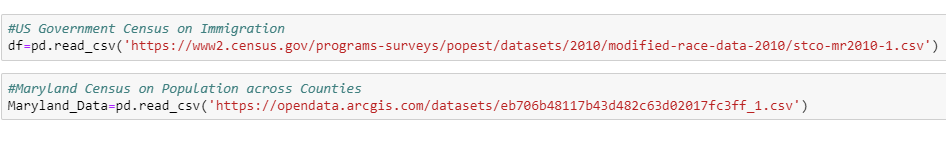 #US Government Census on Immigration
df=pd.read_csv('https://www2.census.gov/programs-surveys/popest/datasets/2010/modified-race-data-2010/stco-mr2010-1.csv')
#Maryland Census on Population across Counties
Maryland_Data=pd.read_csv('https://opendata.arcgis.com/datasets/eb706b48117b43d482c63d02017fc3ff_1.csv')